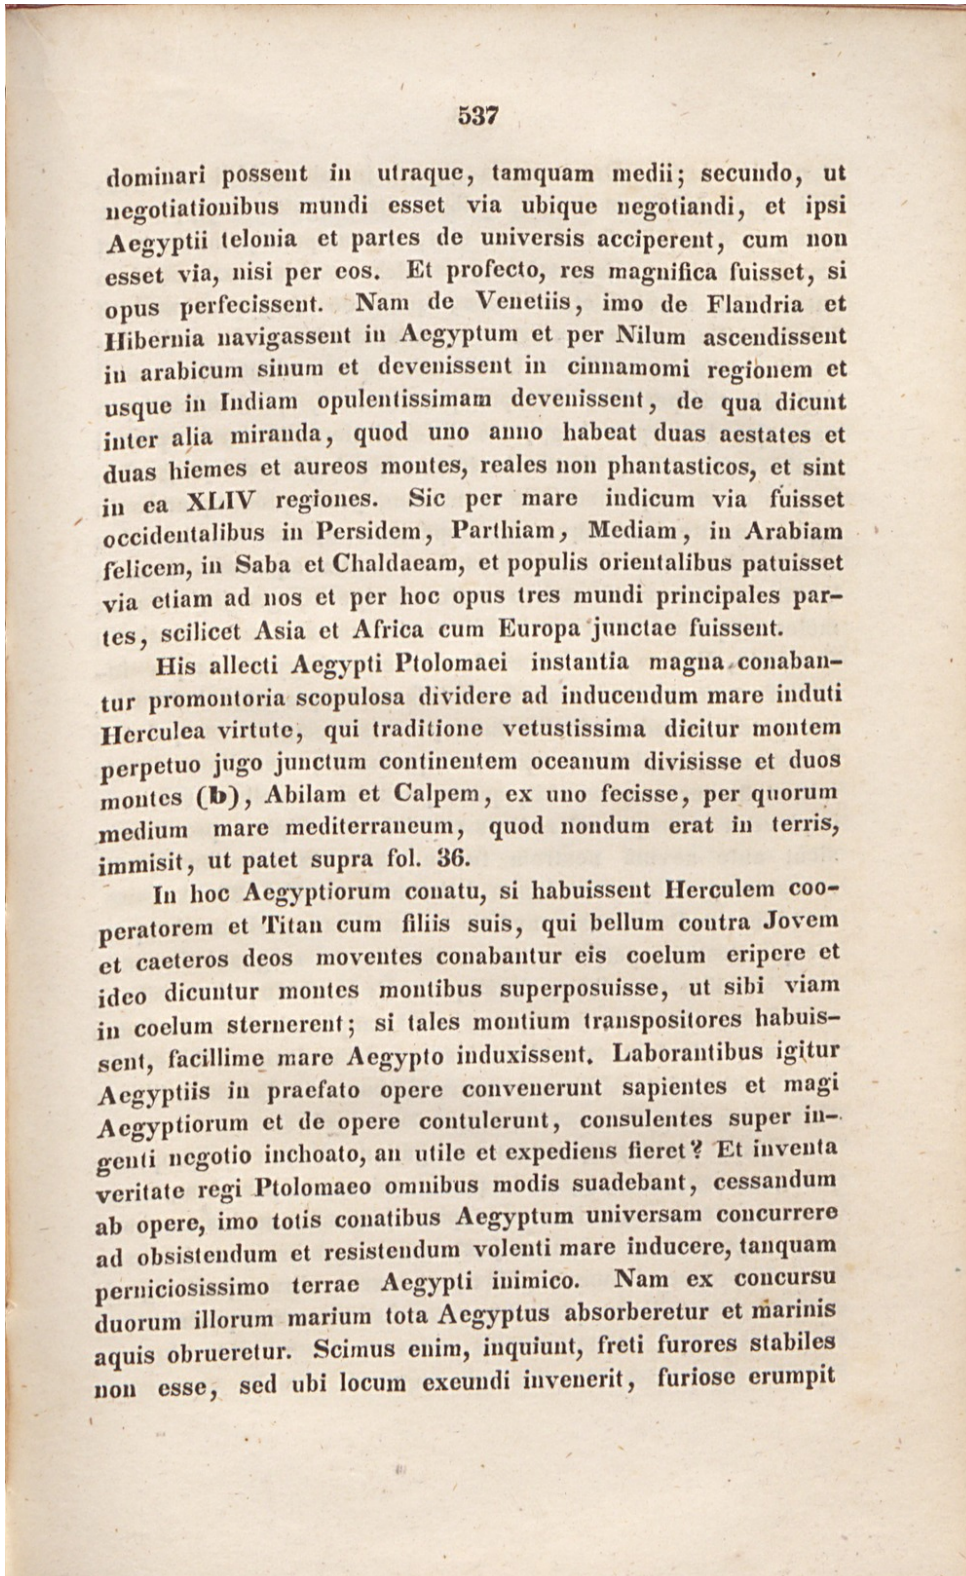 537
dominari possent in utraque, tamquam medii; secundo, ut
negotiationibus mundi esset via ubique negotiandi, et ipsi
Aegyptii telonia et partes de universis acciperent, cum non
esset via, nisi per eos. Et profecto, res magnifica fuisset, si
opus perfecissent. Nam de Venetiis, imo de Flandria et
Hibernia navigassent in Aegyptum et per Nilum ascendissent
in arabicum sinum et devenissent in cinnamomi regionem et
usque in Indiam opulentissimam devenissent, de qua dicunt
inter alia miranda, quod uno anno habeat duas aestates et
duas hiemes et aureos montes, reales non phantasticos, et sint
in ea XLIV regiones. Sic per mare indicum via fuisset
occidentalibus in Persidem, Parthiam, Mediam, in Arabiam
felicem, in Saba et Chaldaeam, et populis orientalibus patuisset
via etiam ad nos et per hoc opus tres mundi principales par-
tes, scilicet Asia et Africa cum Europa junctae fuissent.
His allecti Aegypti Ptolomaei instantia magna conaban-
tur promontoria scopulosa dividere ad inducendum mare induti
Herculea virtute, qui traditione vetustissima dicitur montem
perpetuo jugo junctum continentem oceanum divisisse et duos
montes (b), Abilam et Calpem, ex uno fecisse, per quorum
medium mare mediterraneum, quod nondum erat in terris,
immisit, ut patet supra fol. 36.
In hoc Aegyptiorum conatu, si habuissent Herculem coo-
peratorem et Titan cum filiis suis, qui bellum contra Jovem
et caeteros deos moventes conabantur eis coelum eripere et
ideo dicuntur montes montibus superposuisse, ut sibi viam
in coelum sternerent; si tales montium transpositores habuis-
sent, facillime mare Aegypto induxissent. Laborantibus igitur
Aegyptiis in praefato opere convenerunt sapientes et magi
Aegyptiorum et de opere contulerunt, consulentes super in-
genti negotio inchoato, an utile et expediens fieret? Et inventa
veritate regi Ptolomaeo omnibus modis suadebant, cessandum
ab opere, imo totis conatibus Aegyptum universam concurrere
ad obsistendum et resistendum volenti mare inducere, tanquam
perniciosissimo terrae Aegypti inimico. Nam ex concursu
duorum illorum marium tota Aegyptus absorberetur et marinis
aquis obrueretur. Scimus enim, inquiunt, freti furores stabiles
non esse, sed ubi locum exeundi invenerit, furiose erumpit